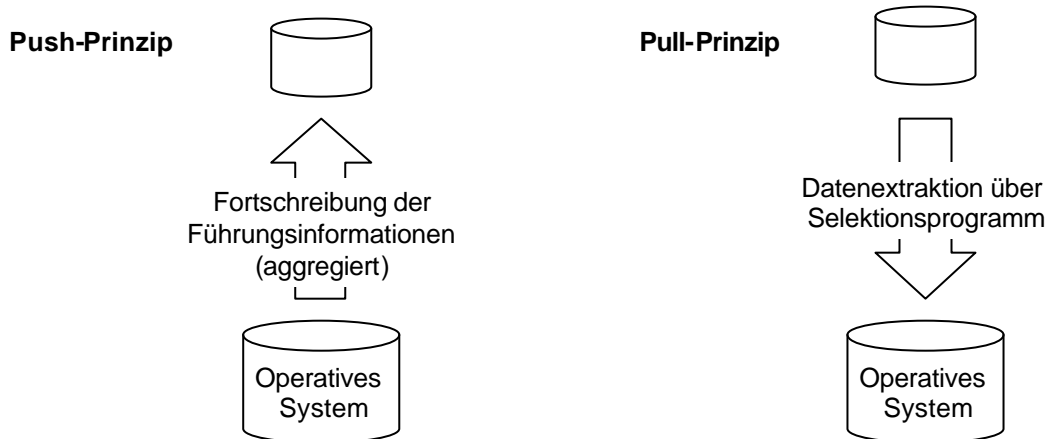 Push-Prinzip
Fortschreibung der
Führungsinformationen
(aggregiert)
Operatives
System
Pull-Prinzip
Datenextraktion über
Selektionsprogramm
Operatives
System